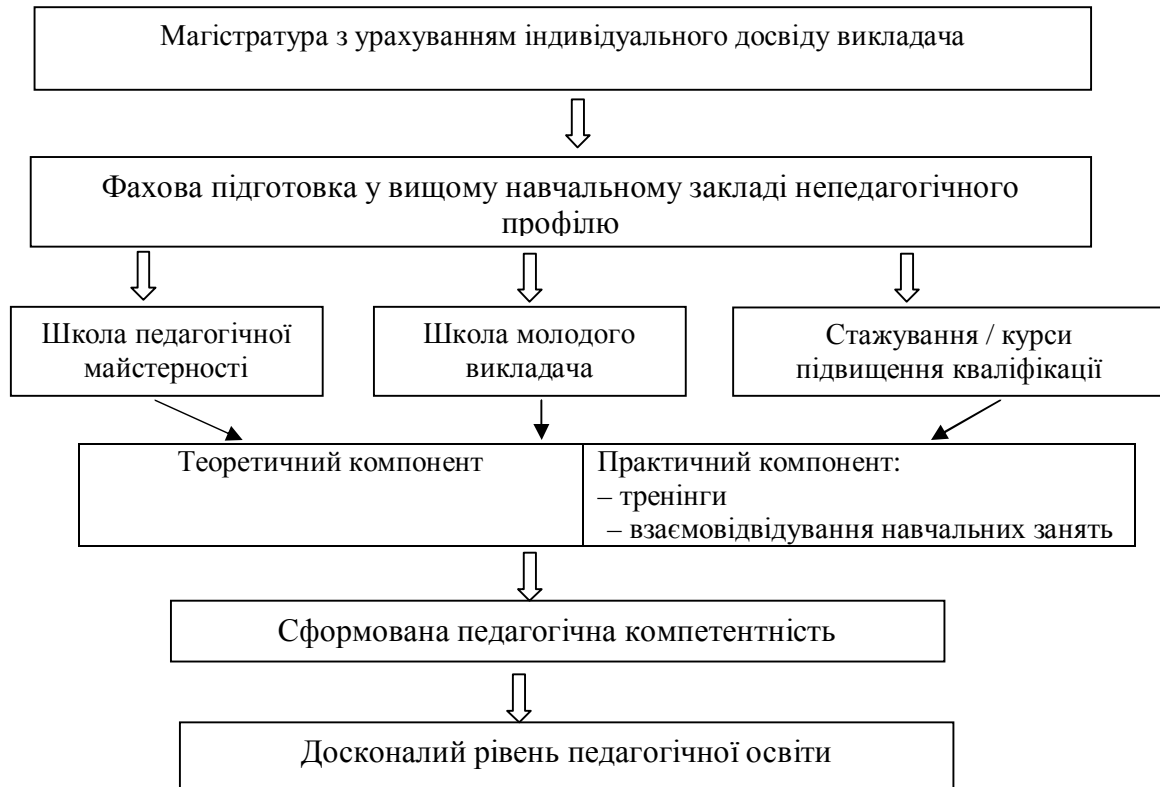 Магістратура з урахуванням індивідуального досвіду викладача
Фахова підготовка у вищому навчальному закладі непедагогічного
профілю
Школа педагогічної
майстерності
Школа молодого
викладача
Стажування / курси
підвищення кваліфікації
Теоретичний компонент
Практичний компонент:
– тренінги
– взаємовідвідування навчальних занять
Сформована педагогічна компетентність
Досконалий рівень педагогічної освіти